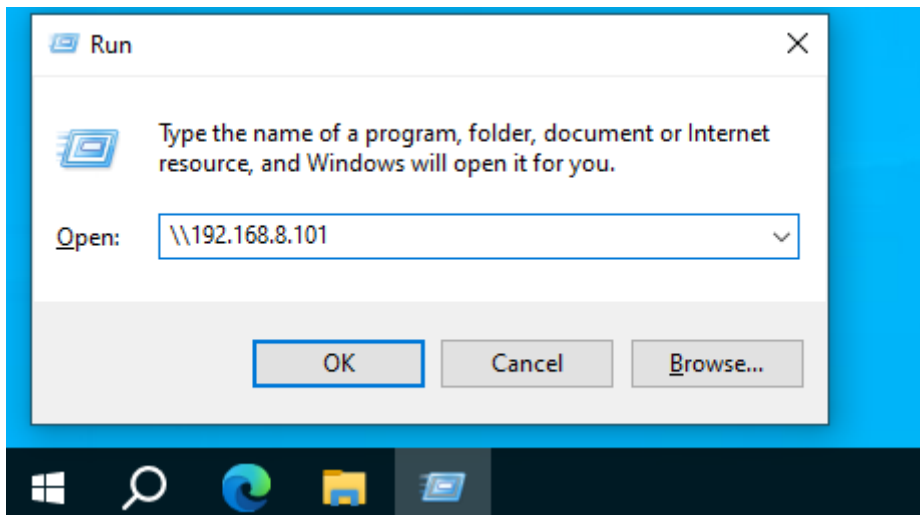 Run
Type the name of a program, folder, document or Internet
resource, and Windows will open it for you.
Open: \\192.168.8.101
OK Cancel Browse...